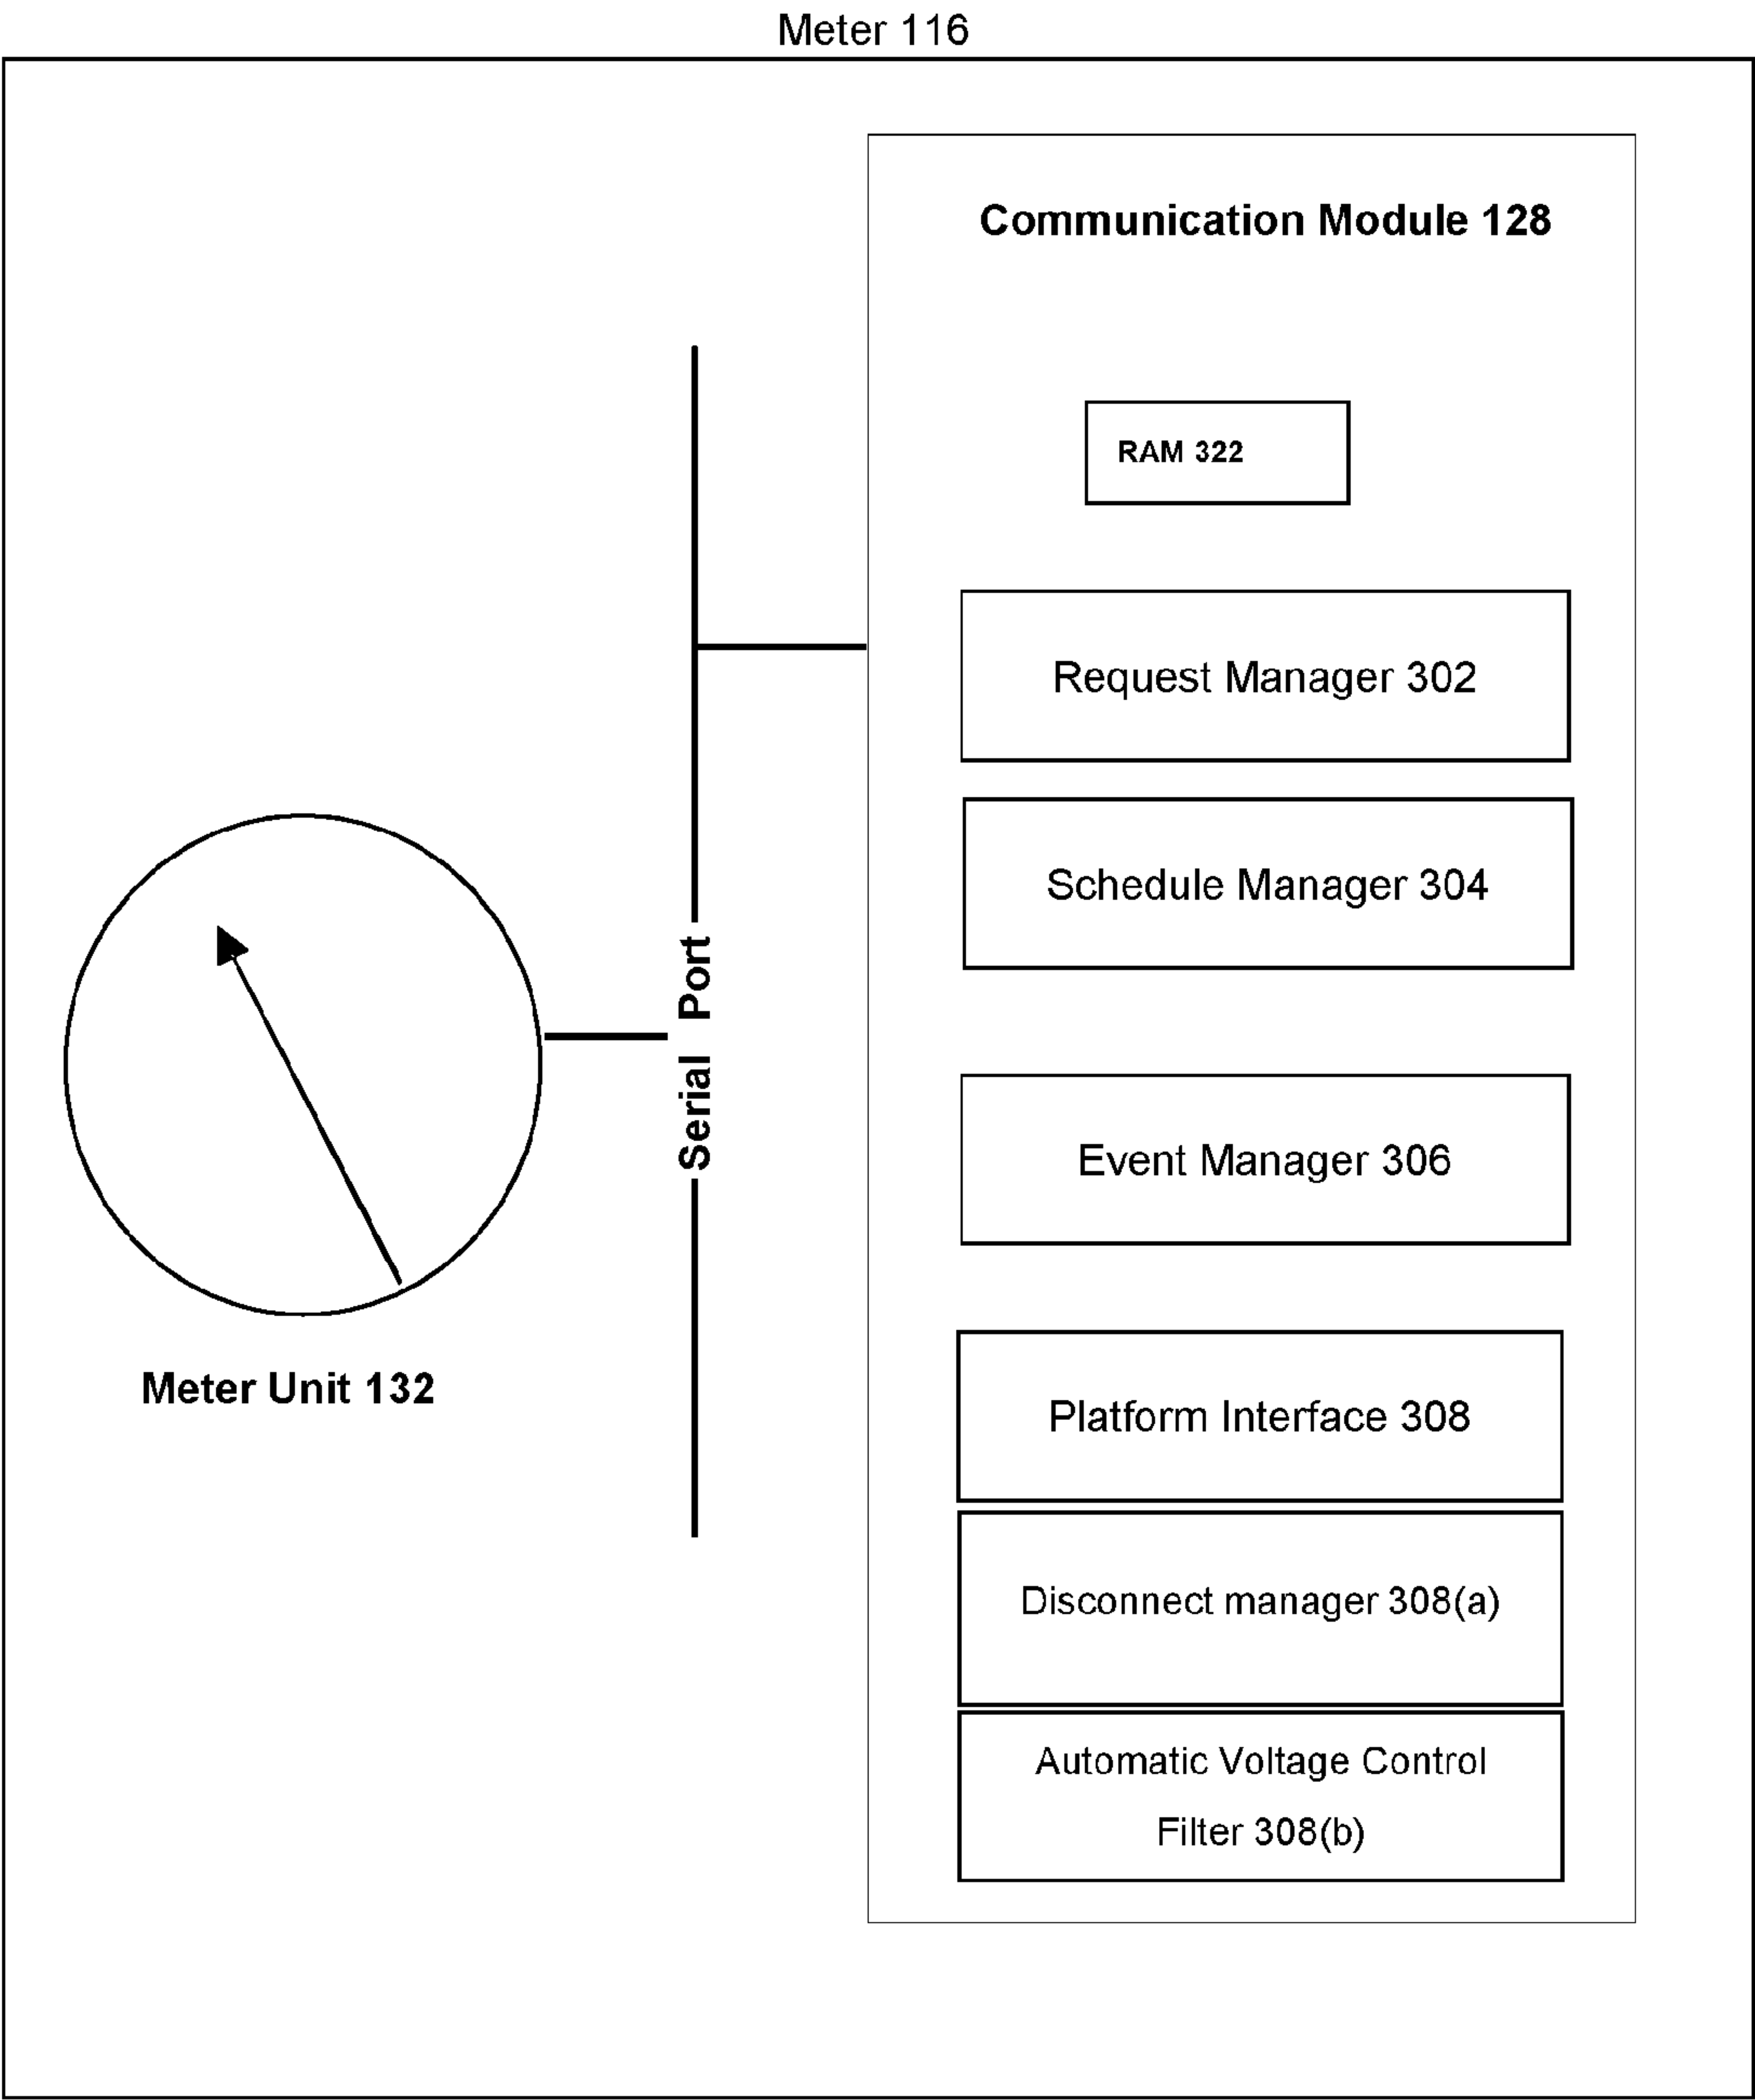 Meter 116
Communication Module 128
RAM 322
Request Manager 302
Schedule Manager 304
Serial Port
Event Manager 306
Meter Unit 132
Platform Interface 308
Disconnect manager 308(a)
Automatic Voltage Control
Filter 308(b)